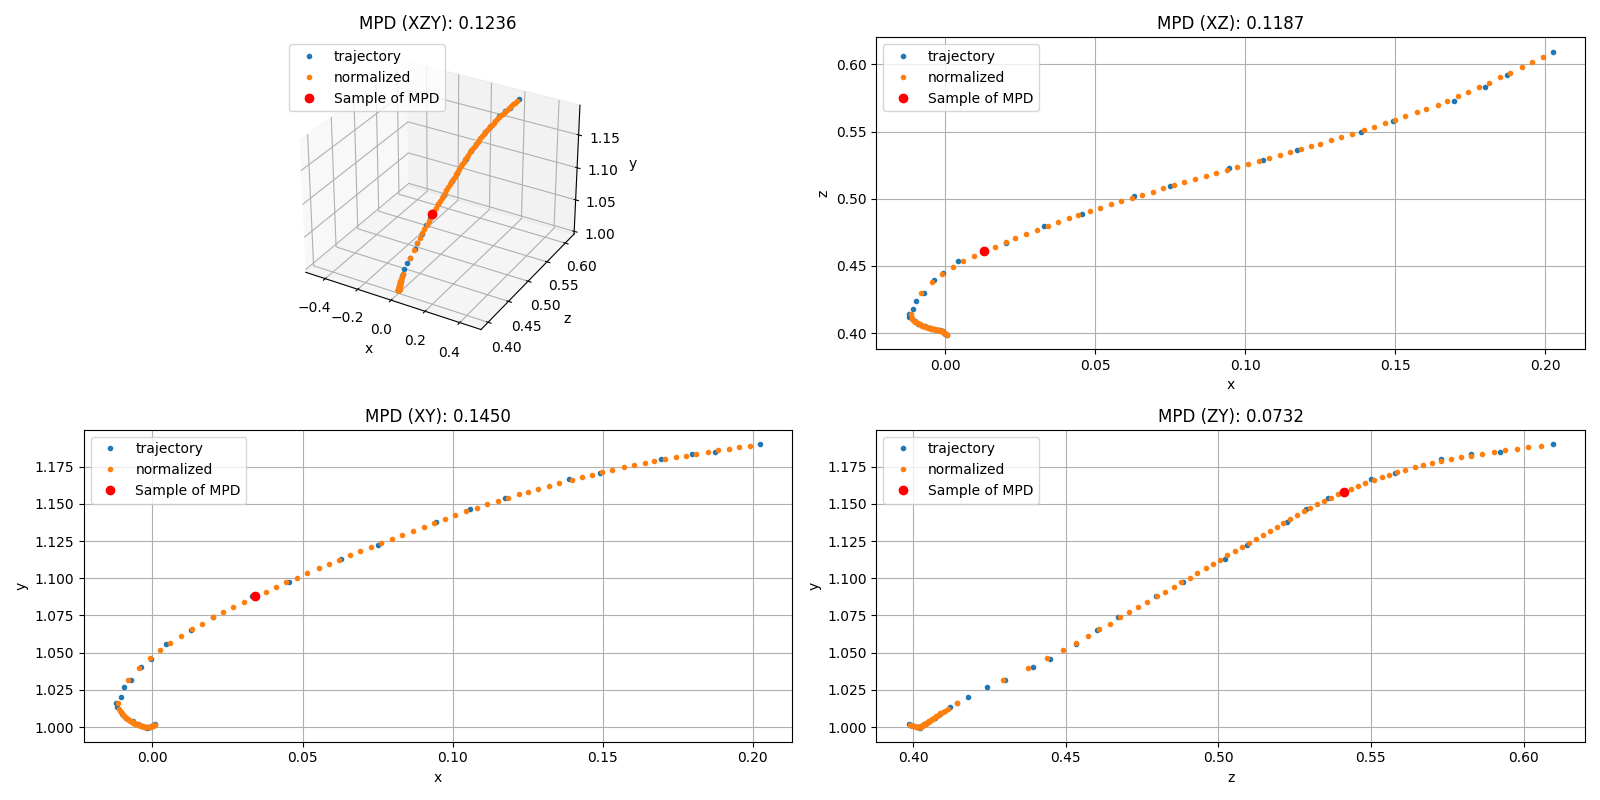 MPD (XZY): 0.1236
trajectory
normalized
Sample of MPD
1.15
1.10
1.05
1.00
y
0.60
0.55
0.50
0.45
0.40
z
−0.4
−0.2
0.0
0.2
0.4
x
MPD (XZ): 0.1187
trajectory
normalized
Sample of MPD
0.60
0.55
0.50
0.45
0.40
z
0.00 0.05 0.10 0.15 0.20
x
MPD (XY): 0.1450
trajectory
normalized
Sample of MPD
1.175
1.150
1.125
1.100
1.075
1.050
1.025
1.000
y
0.00 0.05 0.10 0.15 0.20
x
MPD (ZY): 0.0732
trajectory
normalized
Sample of MPD
1.175
1.150
1.125
1.100
1.075
1.050
1.025
1.000
y
0.40 0.45 0.50 0.55 0.60
z